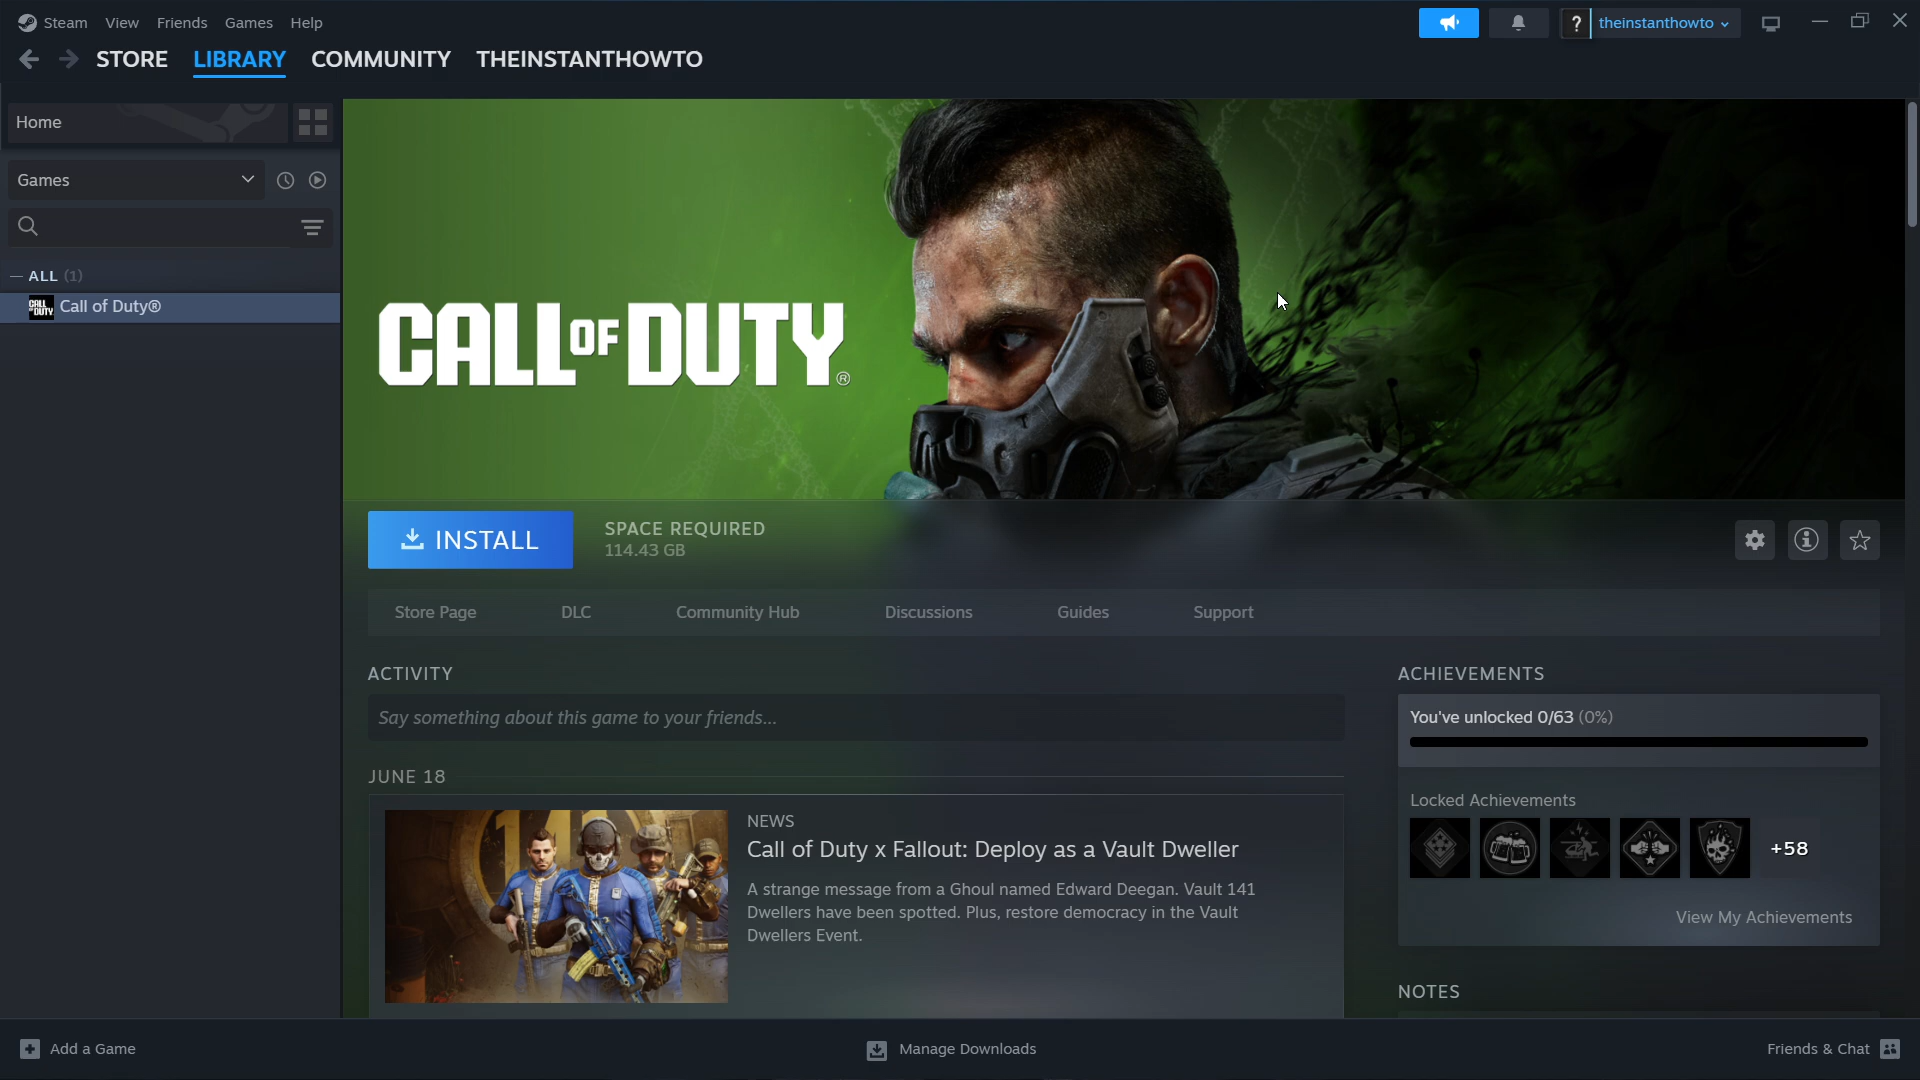 Steam View Friends Games Help
? theinstanthowto
STORE LIBRARY COMMUNITY THEINSTANTHOWTO
Home
Games
— ALL (1)
CALL OF DUTY Call of Duty®
CALL OF DUTY®
INSTALL
SPACE REQUIRED
114.43 GB
Store Page DLC Community Hub Discussions Guides Support
ACTIVITY
Say something about this game to your friends...
JUNE 18
141
NEWS
Call of Duty x Fallout: Deploy as a Vault Dweller
A strange message from a Ghoul named Edward Deegan. Vault 141
Dwellers have been spotted. Plus, restore democracy in the Vault
Dwellers Event.
ACHIEVEMENTS
You've unlocked 0/63 (0%)
Locked Achievements
+58
View My Achievements
NOTES
Add a Game
Manage Downloads
Friends & Chat